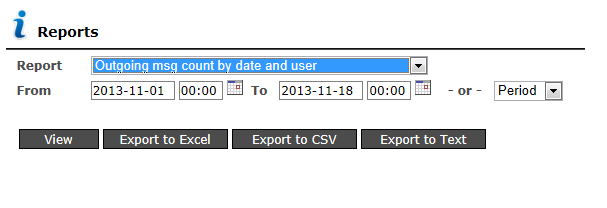 Reports
Report Outgoing msg count by date and user
From 2013-11-01 00:00 To 2013-11-18 00:00 - or - Period
View Export to Excel Export to CSV Export to Text